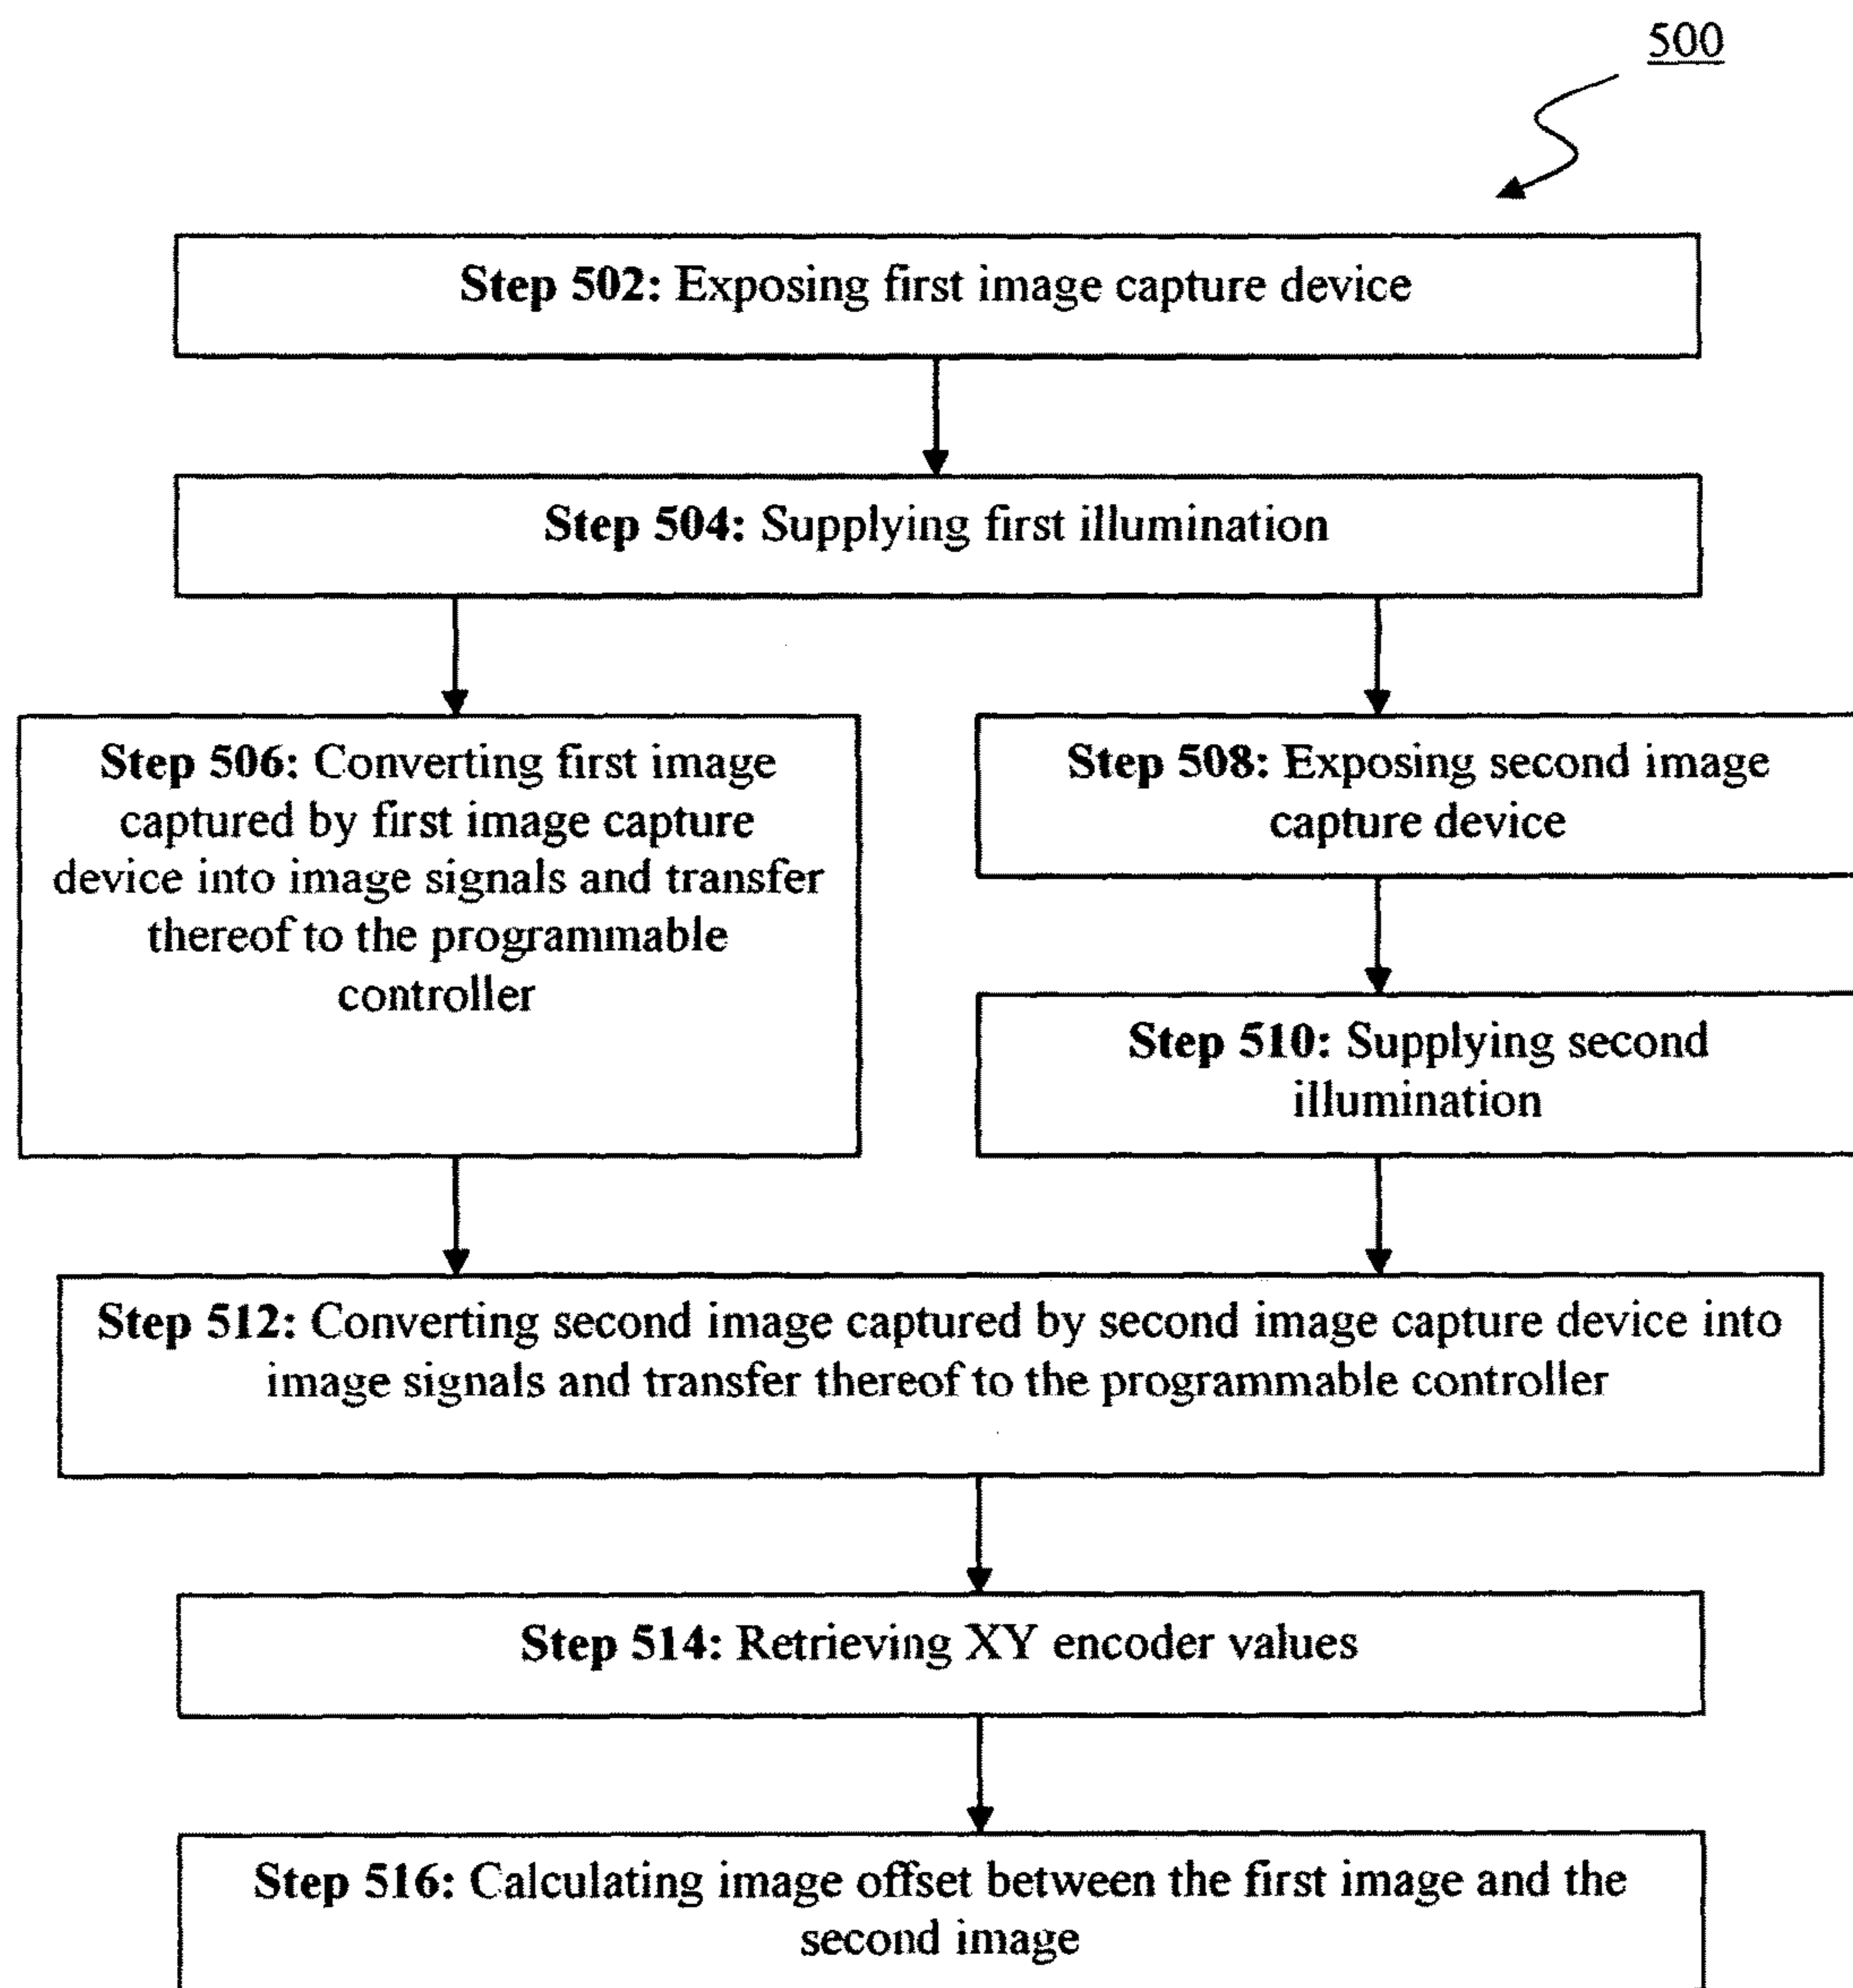 500
Step 502: Exposing first image capture device
Step 504: Supplying first illumination
Step 506: Converting first image
captured by first image capture
device into image signals and transfer
thereof to the programmable
controller
Step 508: Exposing second image
capture device
Step 510: Supplying second
illumination
Step 512: Converting second image captured by second image capture device into
image signals and transfer thereof to the programmable controller
Step 514: Retrieving XY encoder values
Step 516: Calculating image offset between the first image and the
second image